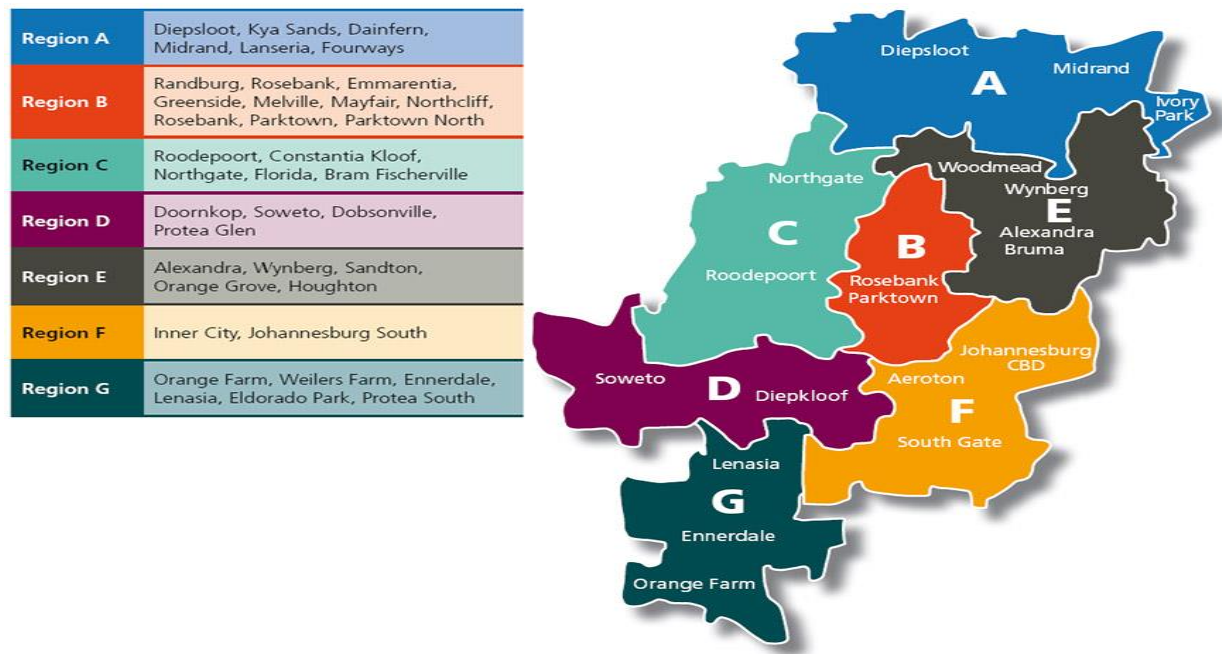 Region A
Diepsloot, Kya Sands, Dainfern,
Midrand, Lanseria, Fourways
Region B
Randburg, Rosebank, Emmarentia,
Greenside, Melville, Mayfair, Northcliff,
Rosebank, Parktown, Parktown North
Region C
Roodepoort, Constantia Kloof,
Northgate, Florida, Bram Fischerville
Region D
Doornkop, Soweto, Dobsonville,
Protea Glen
Region E
Alexandra, Wynberg, Sandton,
Orange Grove, Houghton
Region F
Inner City, Johannesburg South
Region G
Orange Farm, Weilers Farm, Ennerdale,
Lenasia, Eldorado Park, Protea South
Diepsloot
Midrand
A
Ivory
Park
Woodmead
Northgate
Wynberg
E
C
Alexandra
B
Bruma
Roodepoort
Rosebank
Parktown
Johannesburg
CBD
Soweto
Aeroton
D
Diepkloof
F
South Gate
Lenasia
G
Ennerdale
Orange Farm